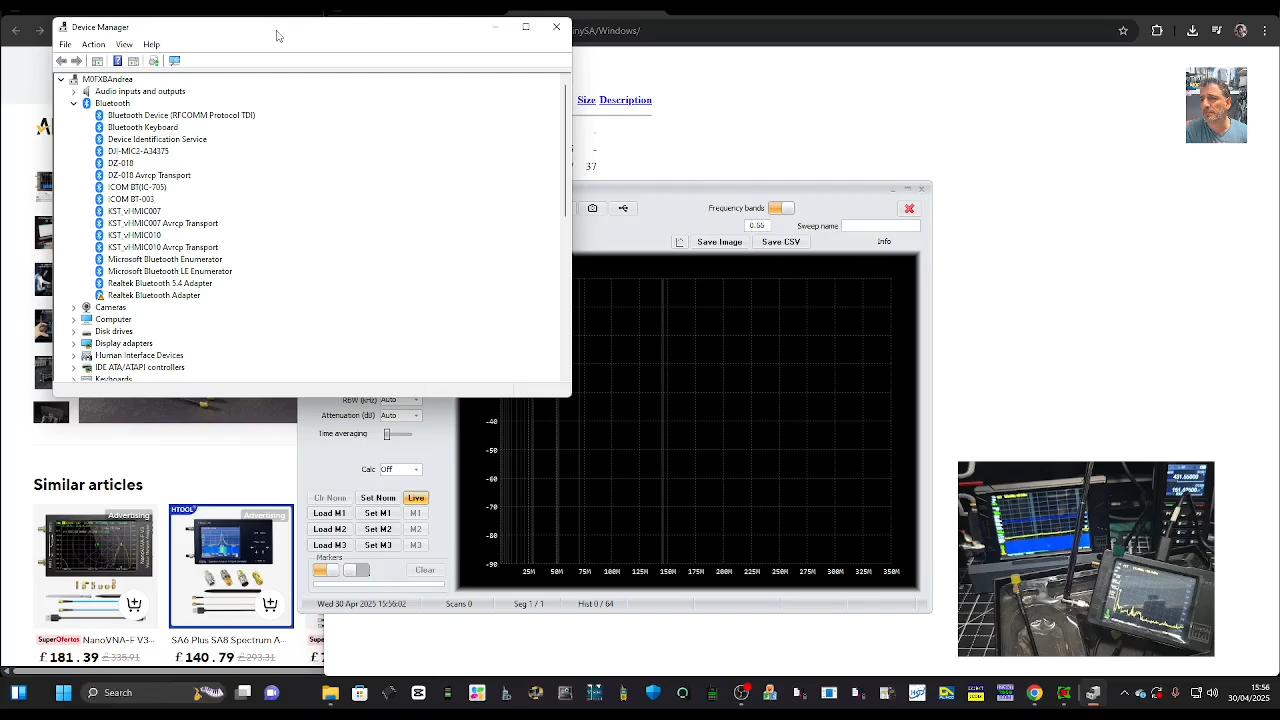 Device Manager
File Action View Help
M0FXBAndrea
Audio inputs and outputs
Bluetooth
Bluetooth Device (RFCOMM Protocol TDI)
Bluetooth Keyboard
Device Identification Service
DJI-MIC2-A34375
DZ-018
DZ-018 Avrcp Transport
ICOM BT(IC-705)
ICOM BT-003
KST_vHMIC007
KST_vHMIC007 Avrcp Transport
KST_vHMIC010
KST_vHMIC010 Avrcp Transport
Microsoft Bluetooth Enumerator
Microsoft Bluetooth LE Enumerator
Realtek Bluetooth 5.4 Adapter
Realtek Bluetooth Adapter
Cameras
Computer
Disk drives
Display adapters
Human Interface Devices
IDE ATA/ATAPI controllers
Keyboards
nySA/Windows/
Size Description
-
-
37
Frequency bands
0.55 Sweep name
Save Image Save CSV Info
RBW (kHz) Auto
Attenuation (dB) Auto
Time averaging
Calc Off
Clr Norm Set Norm Live
Load M1 Set M1 M1
Load M2 Set M2 M2
Load M3 Set M3 M3
Markers
Clear
-40
-50
-60
-70
-80
-90
25M 50M 75M 100M 125M 150M 175M 200M 225M 250M 275M 300M 325M 350M
Wed 30 Apr 2025 15:56:02 Scans 0 Seg 1 / 1 Hist 0 / 64
Similar articles
Advertising
HTOOL Advertising
SuperOfertas NanoVNA-F V3...
£181.39 £335.91
SA6 Plus SA8 Spectrum A...
£140.79 £293.31
431.65000
Search
15:56
30/04/2025